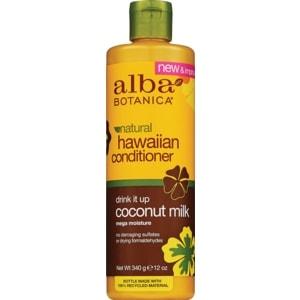 new & impr
alba
BOTANICA®
natural
hawaiian
conditioner
drink it up
coconut milk
mega moisture
no damaging sulfates
or drying formaldehydes
Net Wt 340 g ℮ 12 oz
BOTTLE MADE WITH
100% RECYCLED MATERIAL